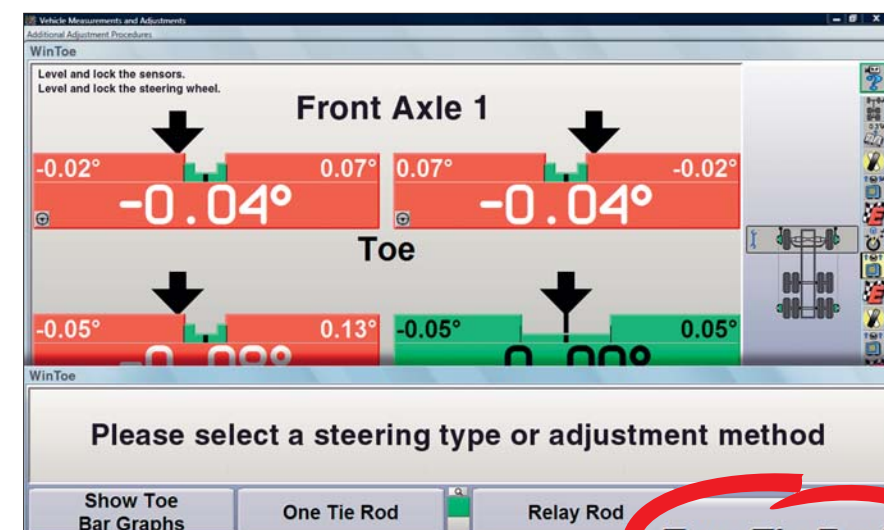 Vehicle Measurements and Adjustments
Additional Adjustment Procedures
WinToe
Level and lock the sensors.
Level and lock the steering wheel.
Front Axle 1
-0.02° 0.07° 0.07° -0.02°
-0.04° -0.04°
Toe
-0.05° 0.13° -0.05° 0.05°
WinToe
Please select a steering type or adjustment method
Show Toe
Bar Graphs
One Tie Rod
Relay Rod